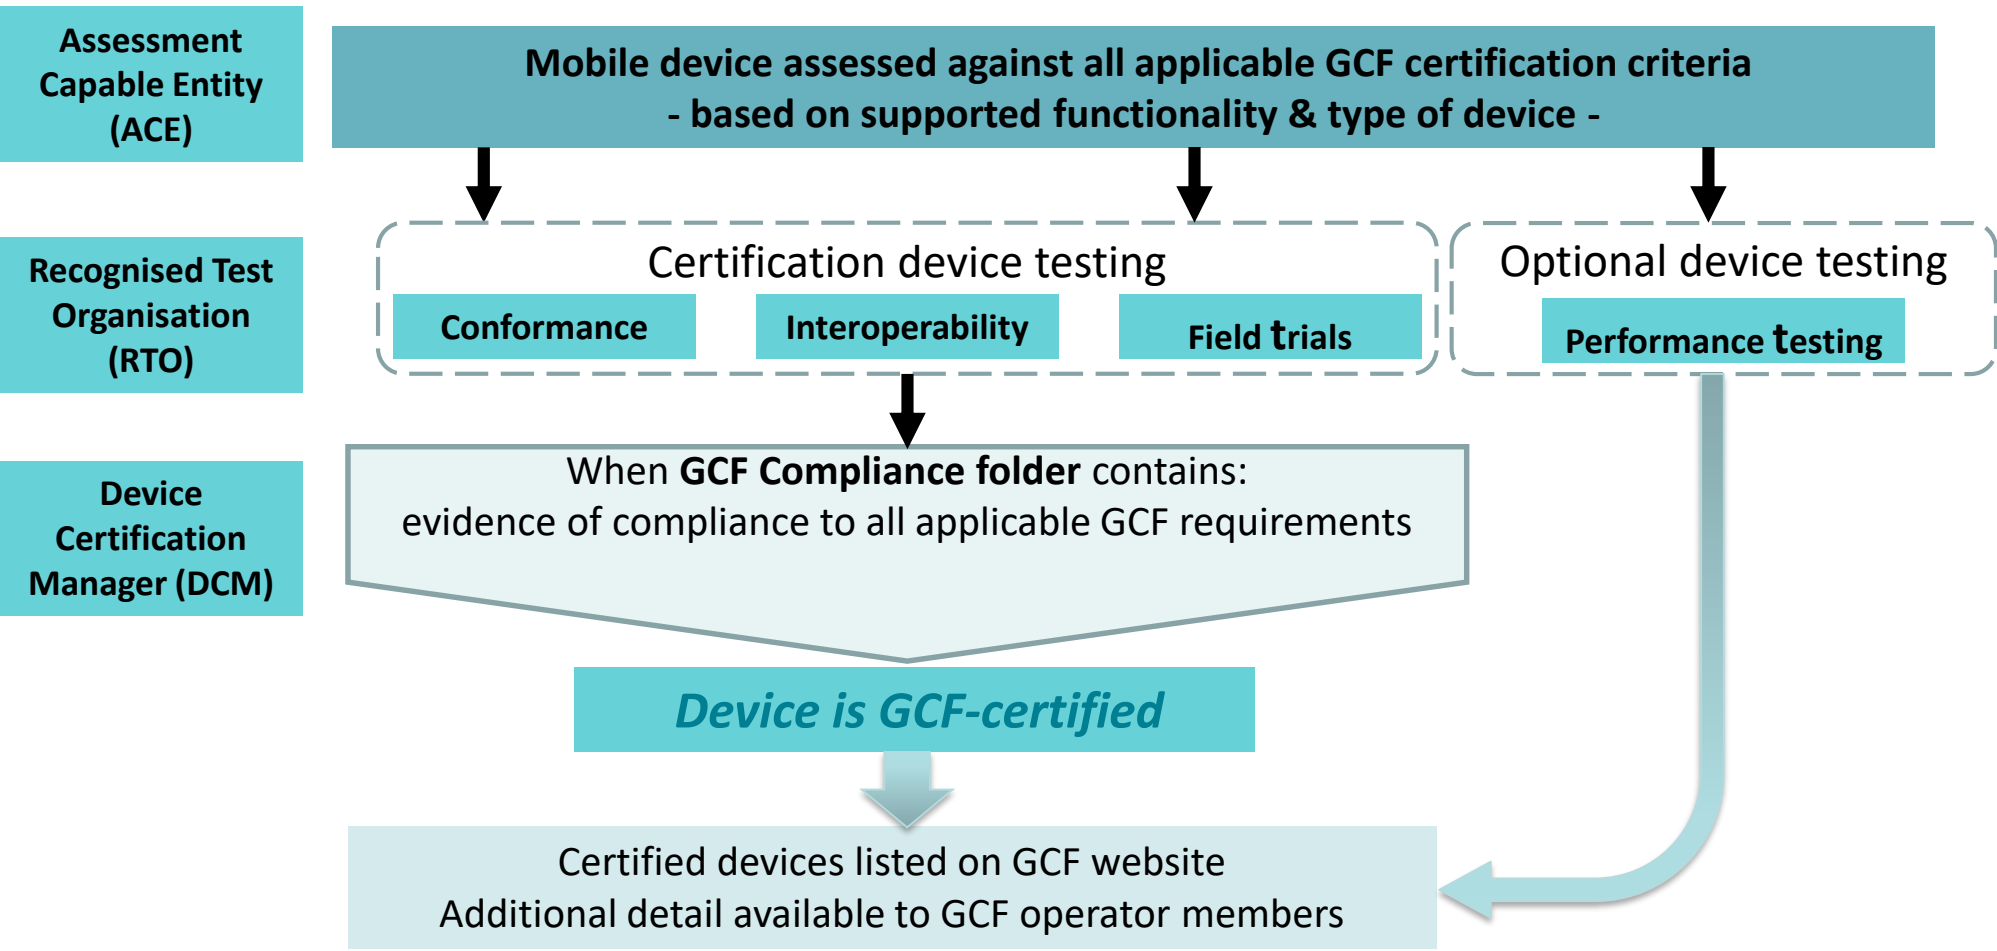 Assessment
Capable Entity
(ACE)
Mobile device assessed against all applicable GCF certification criteria
- based on supported functionality & type of device -
Recognised Test
Organisation
(RTO)
Certification device testing
Conformance
Interoperability
Field trials
Optional device testing
Performance testing
Device
Certification
Manager (DCM)
When GCF Compliance folder contains:
evidence of compliance to all applicable GCF requirements
Device is GCF-certified
Certified devices listed on GCF website
Additional detail available to GCF operator members